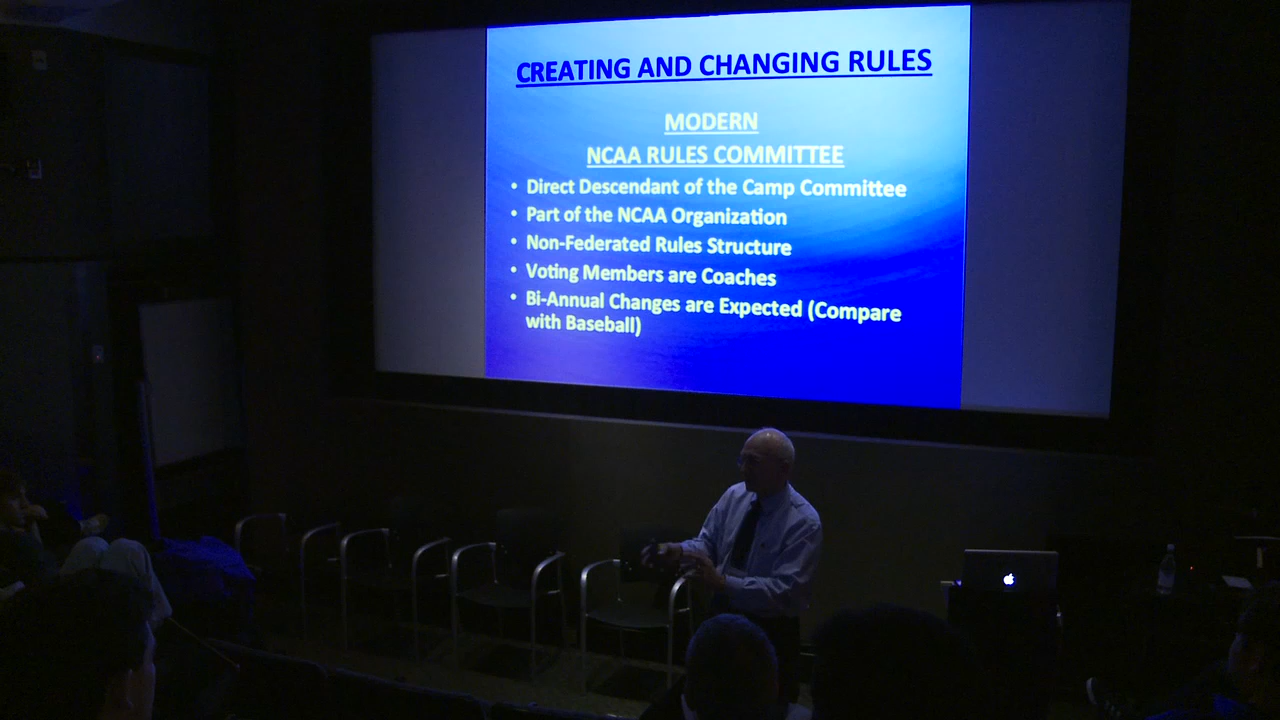 CREATING AND CHANGING RULES
MODERN
NCAA RULES COMMITTEE
• Direct Descendant of the Camp Committee
• Part of the NCAA Organization
• Non-Federated Rules Structure
• Voting Members are Coaches
• Bi-Annual Changes are Expected (Compare
with Baseball)